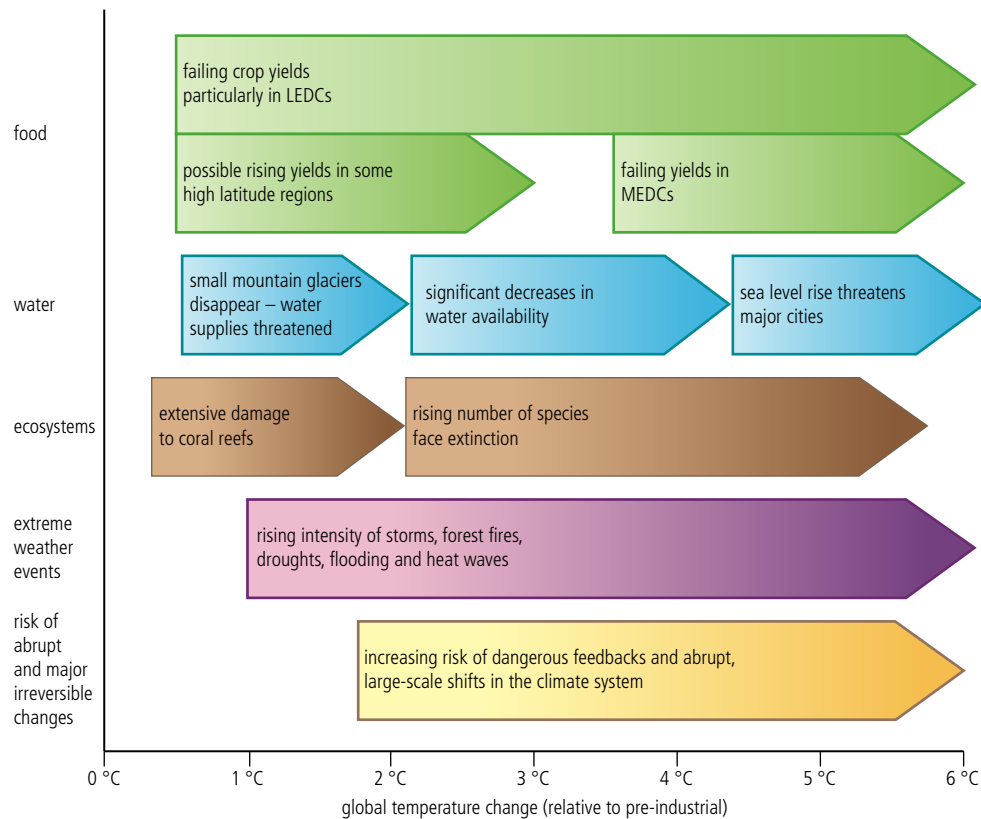 food
failing crop yields
particularly in LEDCs
possible rising yields in some
high latitude regions
failing yields in
MEDCs
water
small mountain glaciers
disappear – water
supplies threatened
significant decreases in
water availability
sea level rise threatens
major cities
ecosystems
extensive damage
to coral reefs
rising number of species
face extinction
extreme
weather
events
rising intensity of storms, forest fires,
droughts, flooding and heat waves
risk of
abrupt
and major
irreversible
changes
increasing risk of dangerous feedbacks and abrupt,
large-scale shifts in the climate system
0 °C 1 °C 2 °C 3 °C 4 °C 5 °C 6 °C
global temperature change (relative to pre-industrial)